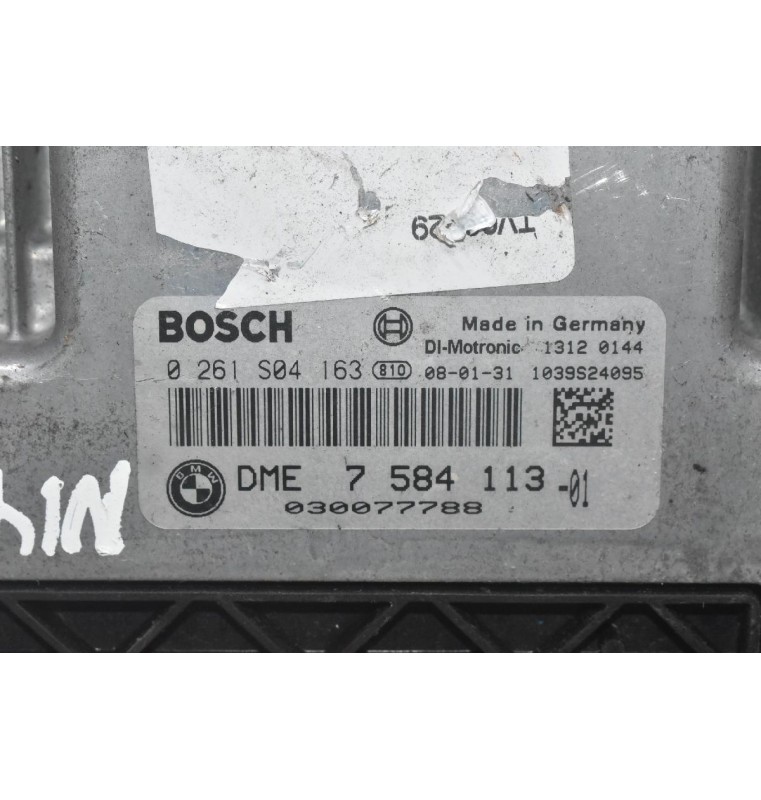 BOSCH
Made in Germany
DI-Motronic 1312 0144
0 261 S04 163 810 08-01-31 1039S24095
BMW
DME 7 584 113 -01
030077788